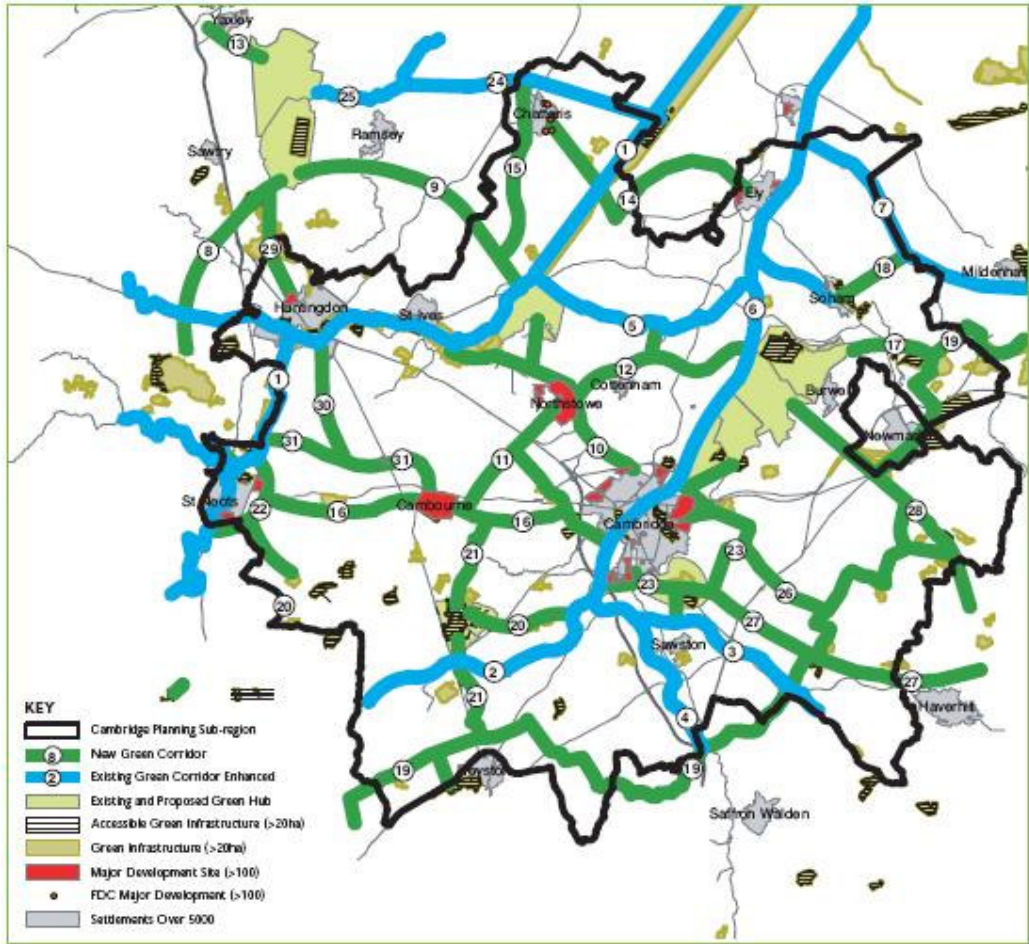 Yaxley
13
24
25
Chatteris
Ramsey
1
Sawtry
15
9
14
Ely
7
8
29
18
Mildenhall
Soham
Huntingdon
St Ives
6
5
17
19
12
1
Cottenham
Burwell
Northstowe
30
Newmarket
10
31
31
11
St Neots
Cambourne
28
22
16
16
Cambridge
21
23
23
26
20
20
27
Sawston
3
2
27
21
Haverhill
4
19
19
Royston
Saffron Walden
KEY
Cambridge Planning Sub-region
8
New Green Corridor
2
Existing Green Corridor Enhanced
Existing and Proposed Green Hub
Accessible Green Infrastructure (>20ha)
Green Infrastructure (>20ha)
Major Development Site (>100)
FDC Major Development (>100)
Settlements Over 5000